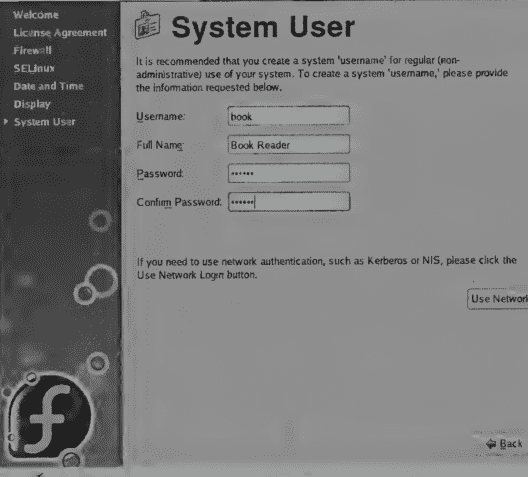 Welcome
License Agreement
Firewall
SELinux
Date and Time
Display
System User
System User
It is recommended that you create a system 'username' for regular (non-
administrative) use of your system. To create a system 'username,' please provide
the information requested below.
Username:
book
Full Name:
Book Reader
Password:
••••••
Confirm Password:
••••••
If you need to use network authentication, such as Kerberos or NIS, please click the
Use Network Login button.
Use Network
Back